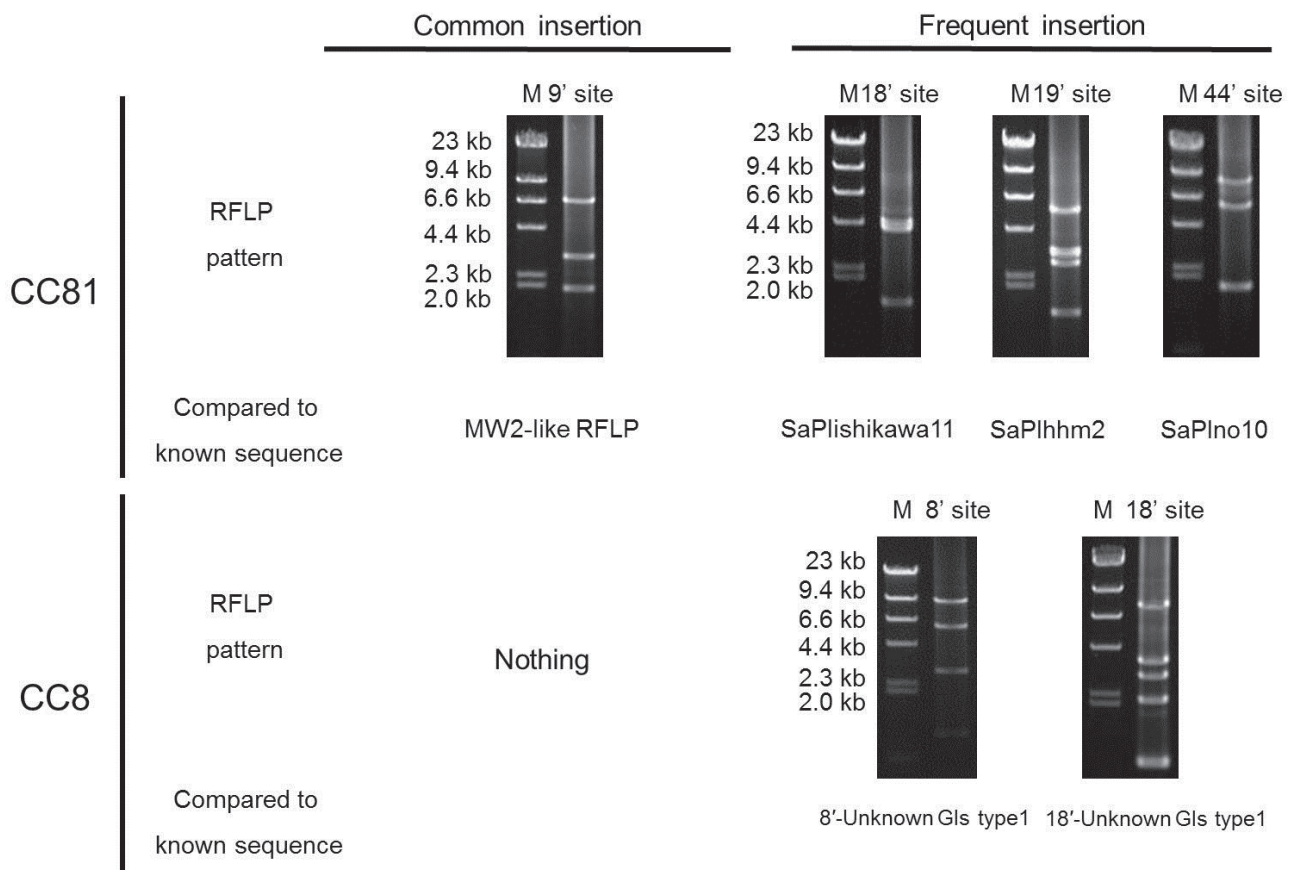 Common insertion
Frequent insertion
M 9’ site
M18’ site
M19’ site
M 44’ site
23 kb
9.4 kb
6.6 kb
4.4 kb
2.3 kb
2.0 kb
23 kb
9.4 kb
6.6 kb
4.4 kb
2.3 kb
2.0 kb
RFLP
pattern
CC81
Compared to
known sequence
MW2-like RFLP
SaPIishikawa11
SaPIhhm2
SaPIno10
M 8’ site
M 18’ site
23 kb
9.4 kb
6.6 kb
4.4 kb
2.3 kb
2.0 kb
RFLP
pattern
Nothing
CC8
Compared to
known sequence
8′-Unknown GIs type1
18′-Unknown GIs type1